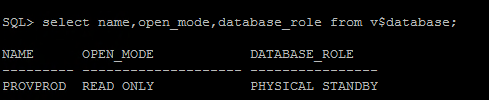 SQL> select name,open_mode,database_role from v$database;
NAME      OPEN_MODE            DATABASE_ROLE
--------- -------------------- ----------------
PROVPROD  READ ONLY            PHYSICAL STANDBY